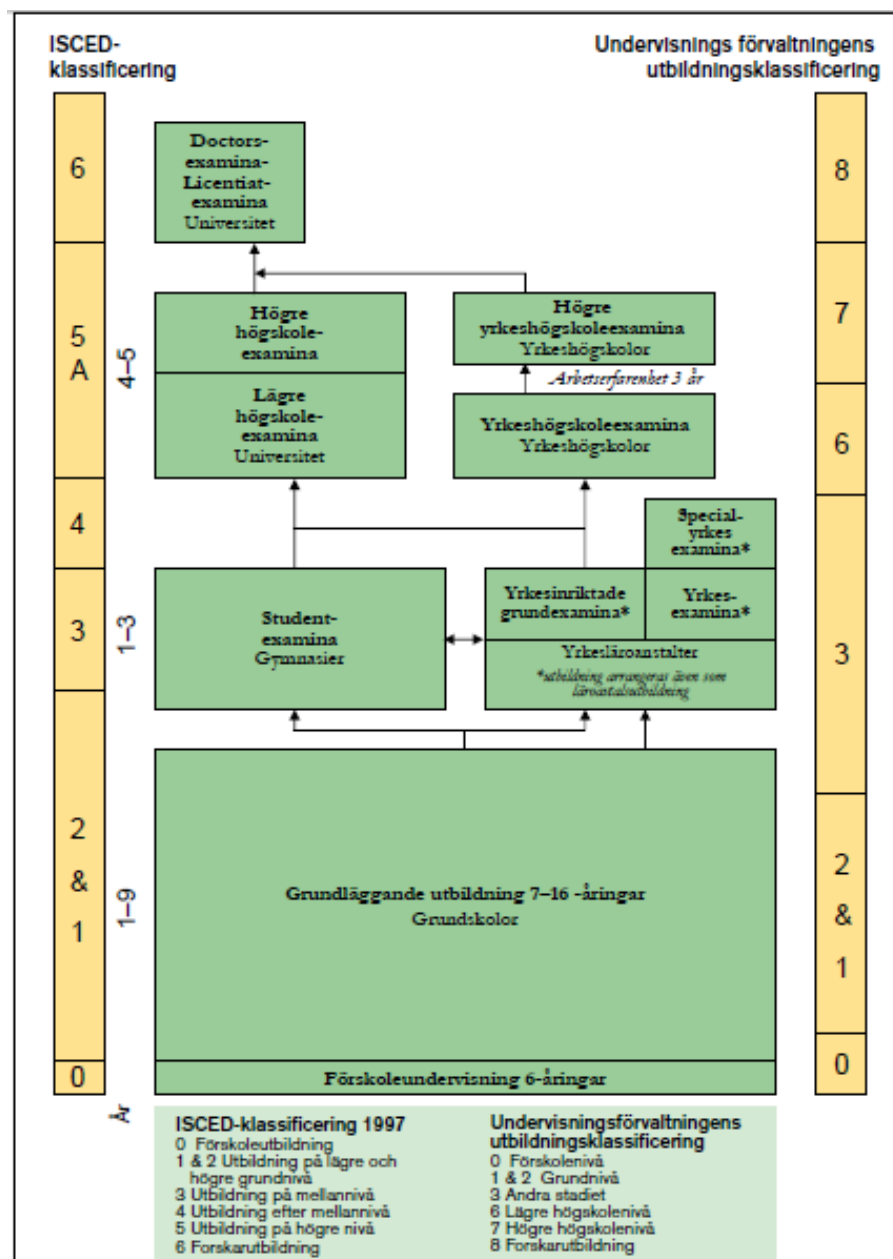 ISCED-
klassificering
Undervisnings förvaltningens
utbildningsklassificering
6
5
A
4
3
2
&
1
0
4–5
1–3
1–9
År
Doctors-
examina-
Licentiat-
examina
Universitet
Högre
högskole-
examina
Lägre
högskole-
examina
Universitet
Högre
yrkeshögskoleexamina
Yrkeshögskolor
Arbetserfarenhet 3 år
Yrkeshögskoleexamina
Yrkeshögskolor
Special-
yrkes
examina*
Student-
examina
Gymnasier
Yrkesinriktade
grundexamina*
Yrkes-
examina*
Yrkesläroanstalter
*utbildning arrangeras även som
läroavtalsutbildning
Grundläggande utbildning 7–16 -åringar
Grundskolor
Förskoleundervisning 6-åringar
8
7
6
3
2
&
1
0
ISCED-klassificering 1997
0 Förskoleutbildning
1 & 2 Utbildning på lägre och
högre grundnivå
3 Utbildning på mellannivå
4 Utbildning efter mellannivå
5 Utbildning på högre nivå
6 Forskarutbildning
Undervisningsförvaltningens
utbildningsklassificering
0 Förskolenivå
1 & 2 Grundnivå
3 Andra stadiet
6 Lägre högskolenivå
7 Högre högskolenivå
8 Forskarutbildning